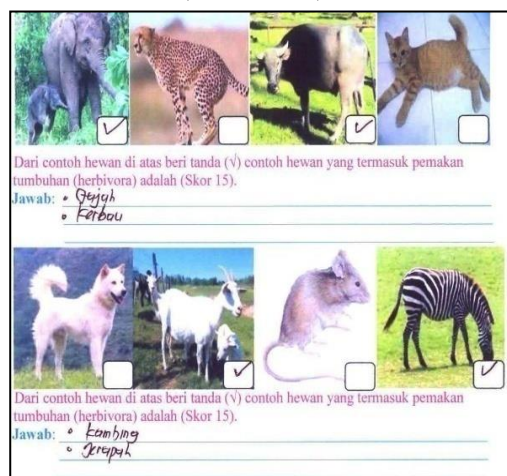 Dari contoh hewan di atas beri tanda (√) contoh hewan yang termasuk pemakan
tumbuhan (herbivora) adalah (Skor 15).
Jawab: • Gajah
• Kerbau
Dari contoh hewan di atas beri tanda (√) contoh hewan yang termasuk pemakan
tumbuhan (herbivora) adalah (Skor 15).
Jawab: • kambing
• Jerapah